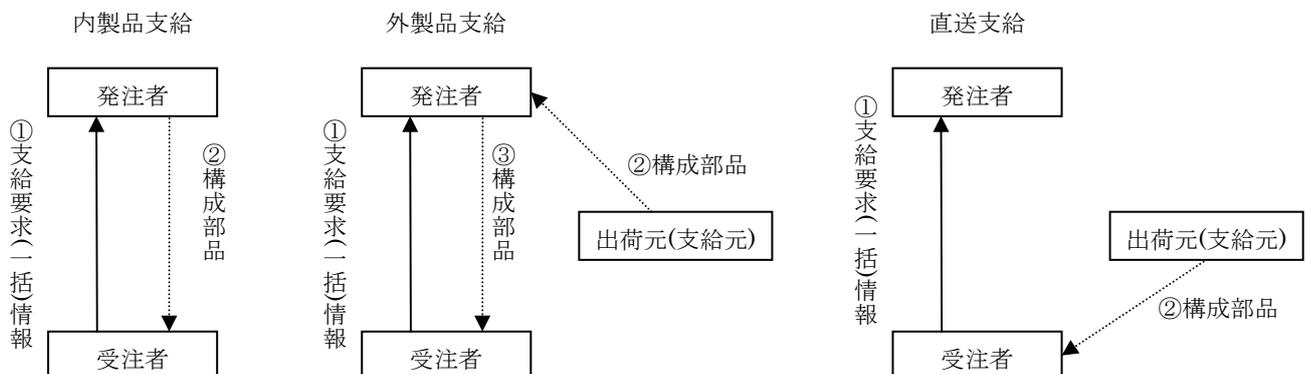 内製品支給
発注者
①支給要求(一括)情報
②構成部品
受注者
外製品支給
発注者
①支給要求(一括)情報
③構成部品
②構成部品
出荷元(支給元)
受注者
直送支給
発注者
①支給要求(一括)情報
出荷元(支給元)
②構成部品
受注者